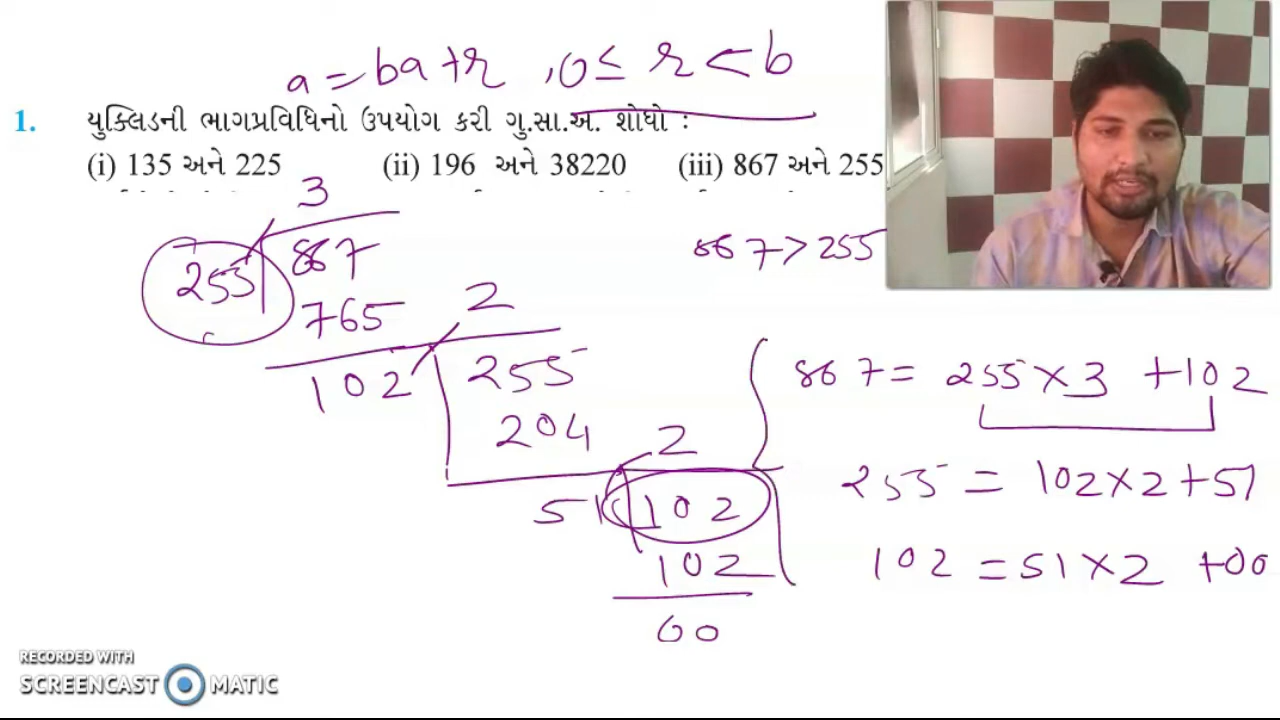 a = ba + r , 0 ≤ r < b
1. યુક્લિડની ભાગપ્રવિધિનો ઉપયોગ કરી ગુ.સા.અ. શોધો :
(i) 135 અને 225 (ii) 196 અને 38220 (iii) 867 અને 255
3
255 867
867 > 255
765
2
102 255
867 = 255 × 3 + 102
204
2
51 102
255 = 102 × 2 + 51
102
102 = 51 × 2 + 00
00
RECORDED WITH
SCREENCAST MATIC